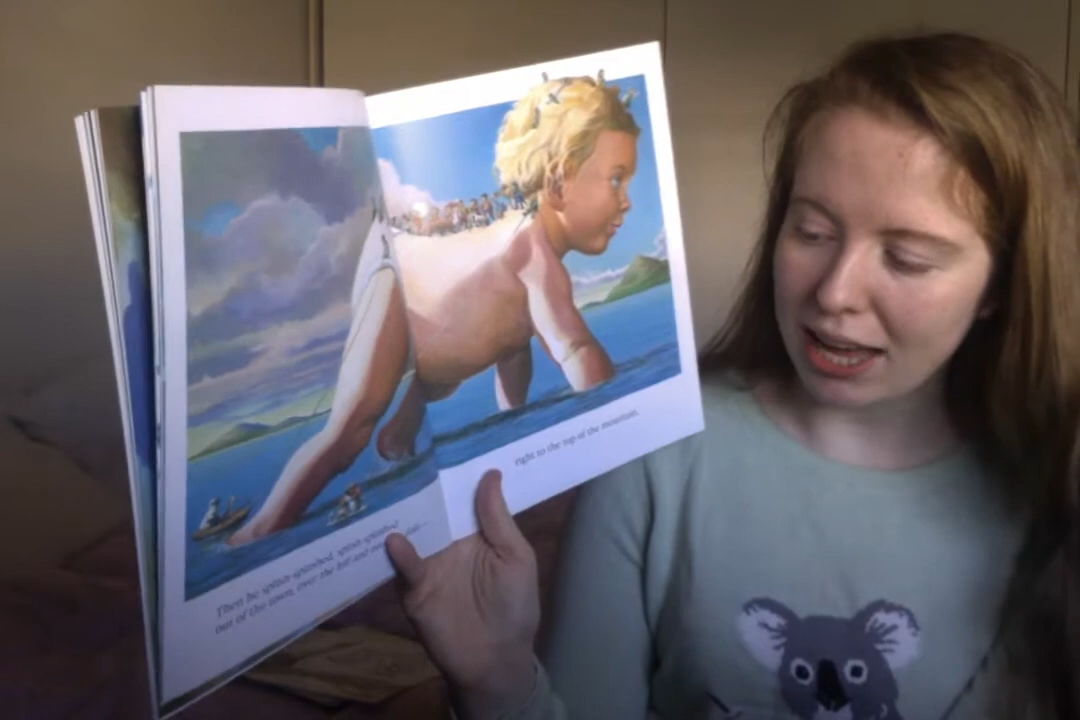 Then he splish-splashed, splish-splashed
out of the town, over the hill and
right to the top of the mountain.